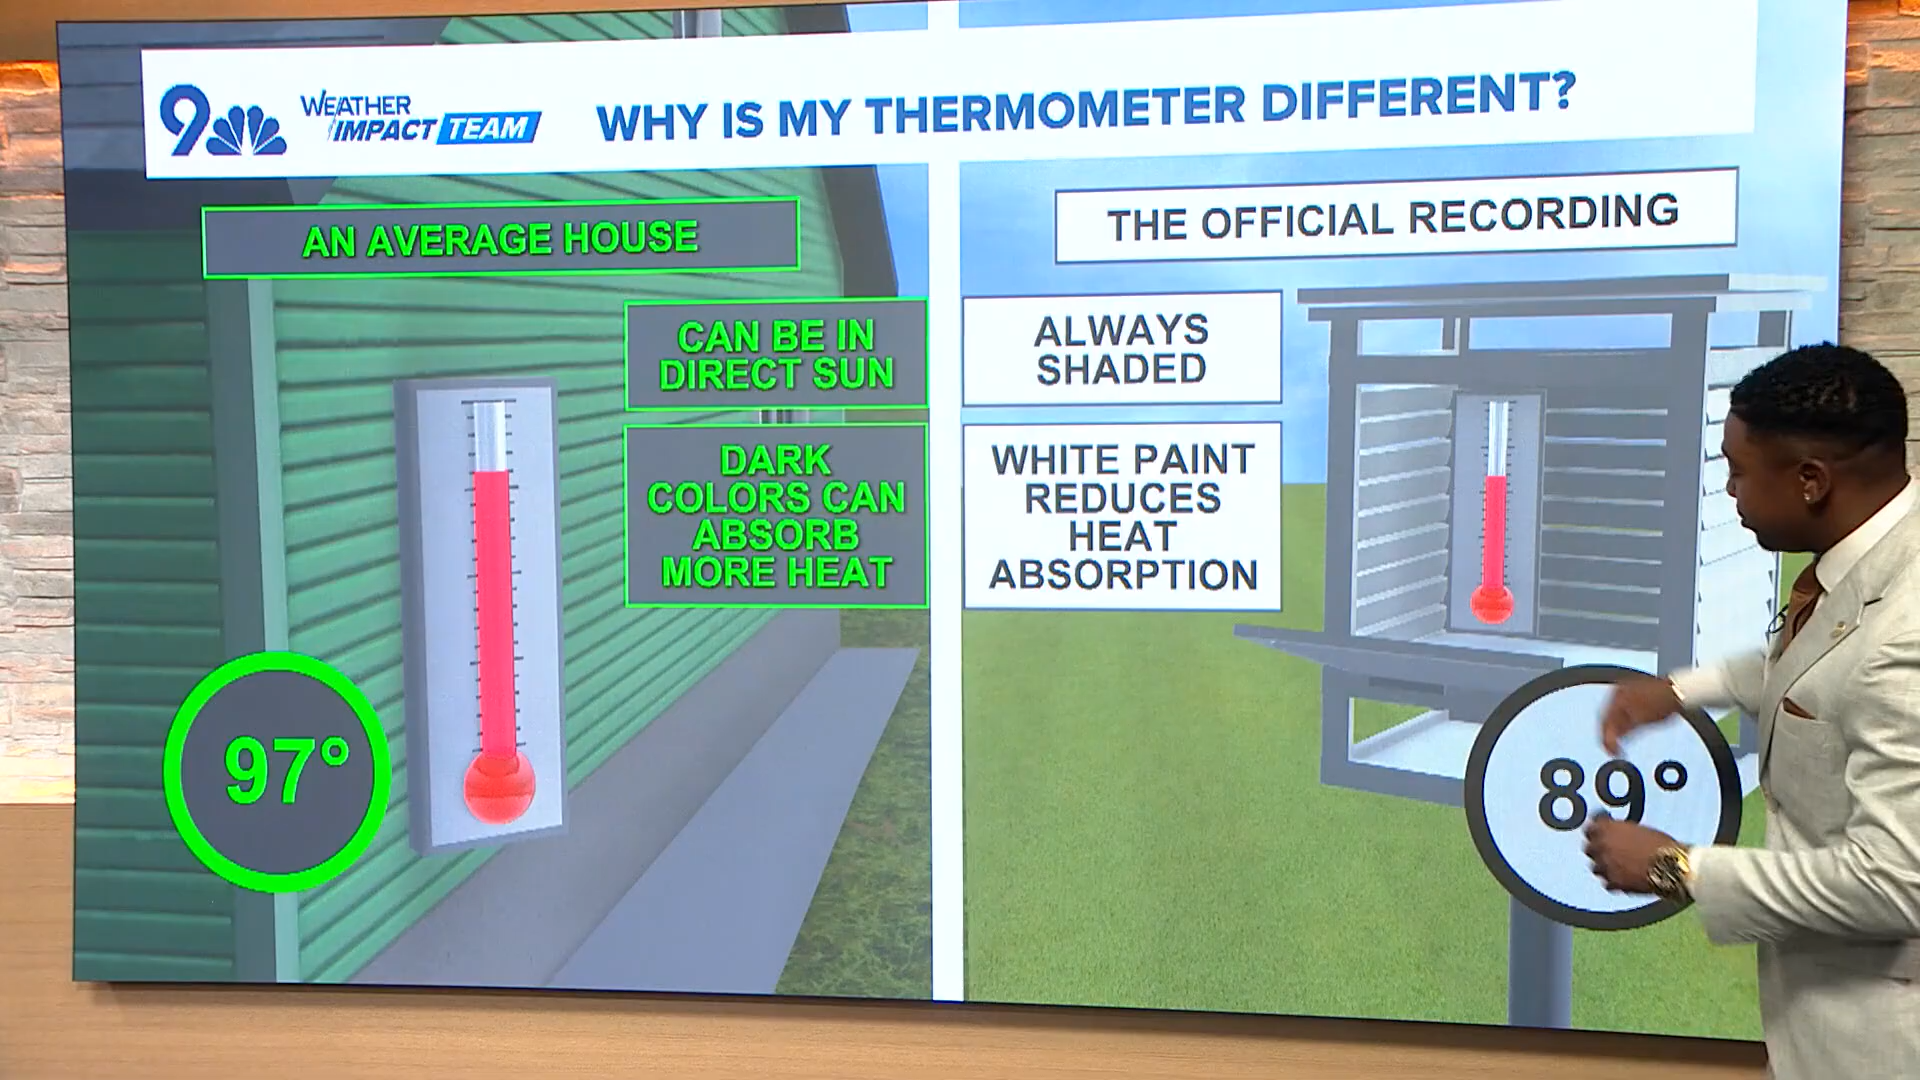 9
WEATHER
IMPACT TEAM
WHY IS MY THERMOMETER DIFFERENT?
AN AVERAGE HOUSE
CAN BE IN
DIRECT SUN
DARK
COLORS CAN
ABSORB
MORE HEAT
97°
THE OFFICIAL RECORDING
ALWAYS
SHADED
WHITE PAINT
REDUCES
HEAT
ABSORPTION
89°